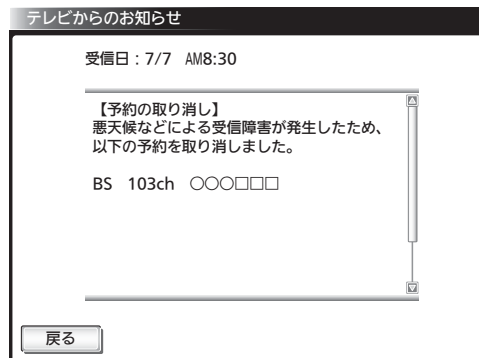 テレビからのお知らせ
受信日：7/7 AM8:30
【予約の取り消し】
悪天候などによる受信障害が発生したため、
以下の予約を取り消しました。
BS 103ch ○○○□□□
戻る